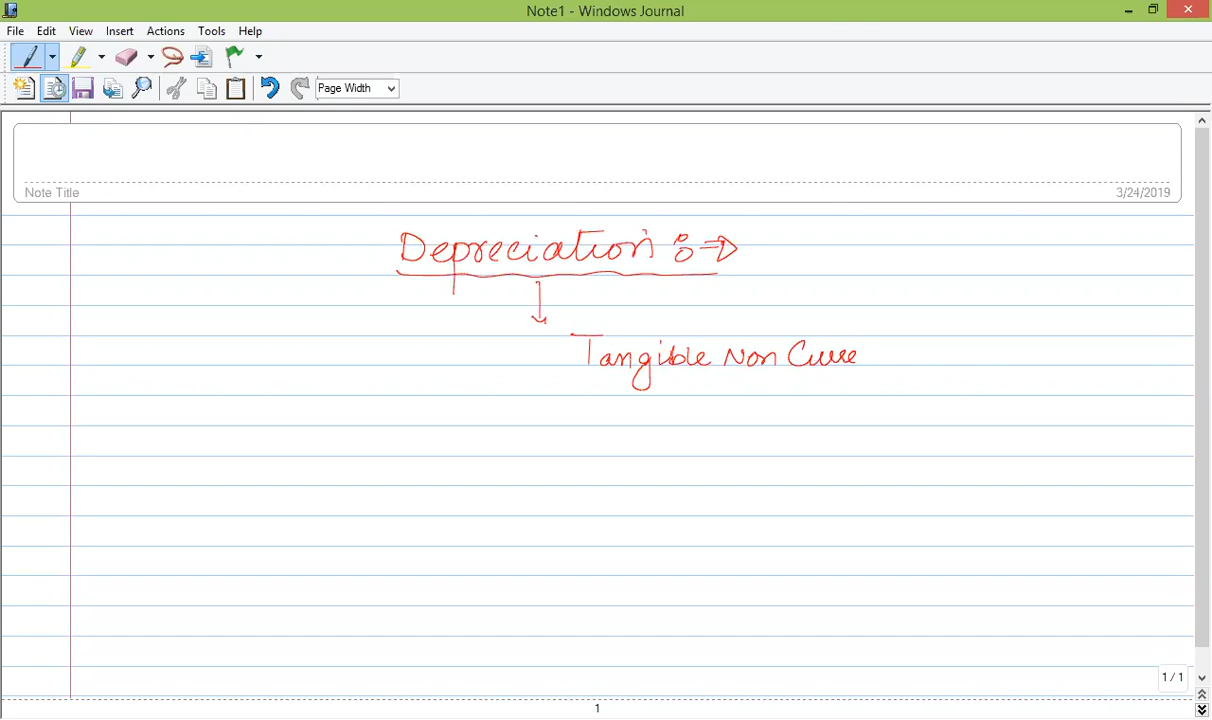 Note1 - Windows Journal
File Edit View Insert Actions Tools Help
Page Width
Note Title
3/24/2019
Depreciation :⇒
Tangible Non Curre
1 / 1
1